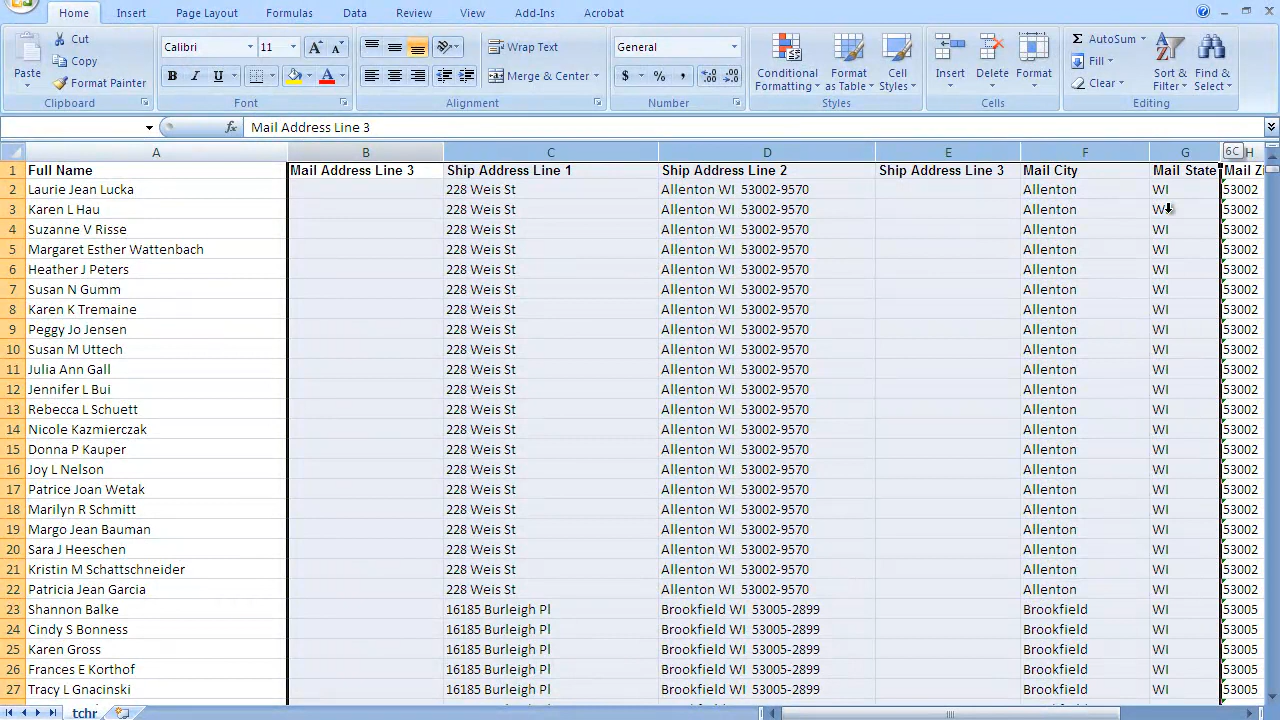 Home Insert Page Layout Formulas Data Review View Add-Ins Acrobat
Cut
Copy
Format Painter
Paste
Clipboard
Calibri 11
B I U
Font
Wrap Text
Merge & Center
Alignment
General
$ % ,
Number
Conditional Formatting
Format as Table
Cell Styles
Styles
Insert Delete Format
Cells
AutoSum
Fill
Clear
Sort & Filter
Find & Select
Editing
fx Mail Address Line 3
A B C D E F G 6C H
1 Full Name Mail Address Line 3 Ship Address Line 1 Ship Address Line 2 Ship Address Line 3 Mail City Mail State Mail Z
2 Laurie Jean Lucka 228 Weis St Allenton WI 53002-9570 Allenton WI 53002
3 Karen L Hau 228 Weis St Allenton WI 53002-9570 Allenton WI 53002
4 Suzanne V Risse 228 Weis St Allenton WI 53002-9570 Allenton WI 53002
5 Margaret Esther Wattenbach 228 Weis St Allenton WI 53002-9570 Allenton WI 53002
6 Heather J Peters 228 Weis St Allenton WI 53002-9570 Allenton WI 53002
7 Susan N Gumm 228 Weis St Allenton WI 53002-9570 Allenton WI 53002
8 Karen K Tremaine 228 Weis St Allenton WI 53002-9570 Allenton WI 53002
9 Peggy Jo Jensen 228 Weis St Allenton WI 53002-9570 Allenton WI 53002
10 Susan M Uttech 228 Weis St Allenton WI 53002-9570 Allenton WI 53002
11 Julia Ann Gall 228 Weis St Allenton WI 53002-9570 Allenton WI 53002
12 Jennifer L Bui 228 Weis St Allenton WI 53002-9570 Allenton WI 53002
13 Rebecca L Schuett 228 Weis St Allenton WI 53002-9570 Allenton WI 53002
14 Nicole Kazmierczak 228 Weis St Allenton WI 53002-9570 Allenton WI 53002
15 Donna P Kauper 228 Weis St Allenton WI 53002-9570 Allenton WI 53002
16 Joy L Nelson 228 Weis St Allenton WI 53002-9570 Allenton WI 53002
17 Patrice Joan Wetak 228 Weis St Allenton WI 53002-9570 Allenton WI 53002
18 Marilyn R Schmitt 228 Weis St Allenton WI 53002-9570 Allenton WI 53002
19 Margo Jean Bauman 228 Weis St Allenton WI 53002-9570 Allenton WI 53002
20 Sara J Heeschen 228 Weis St Allenton WI 53002-9570 Allenton WI 53002
21 Kristin M Schattschneider 228 Weis St Allenton WI 53002-9570 Allenton WI 53002
22 Patricia Jean Garcia 228 Weis St Allenton WI 53002-9570 Allenton WI 53002
23 Shannon Balke 16185 Burleigh Pl Brookfield WI 53005-2899 Brookfield WI 53005
24 Cindy S Bonness 16185 Burleigh Pl Brookfield WI 53005-2899 Brookfield WI 53005
25 Karen Gross 16185 Burleigh Pl Brookfield WI 53005-2899 Brookfield WI 53005
26 Frances E Korthof 16185 Burleigh Pl Brookfield WI 53005-2899 Brookfield WI 53005
27 Tracy L Gnacinski 16185 Burleigh Pl Brookfield WI 53005-2899 Brookfield WI 53005
tchr